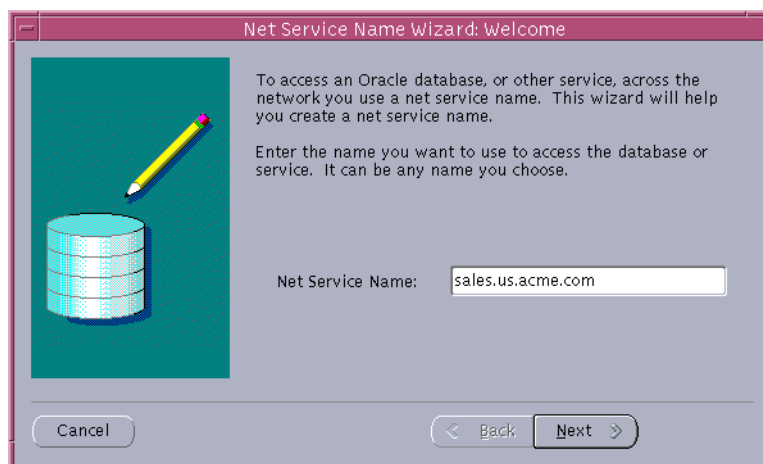 Net Service Name Wizard: Welcome
To access an Oracle database, or other service, across the
network you use a net service name. This wizard will help
you create a net service name.
Enter the name you want to use to access the database or
service. It can be any name you choose.
Net Service Name: sales.us.acme.com
Cancel Back Next